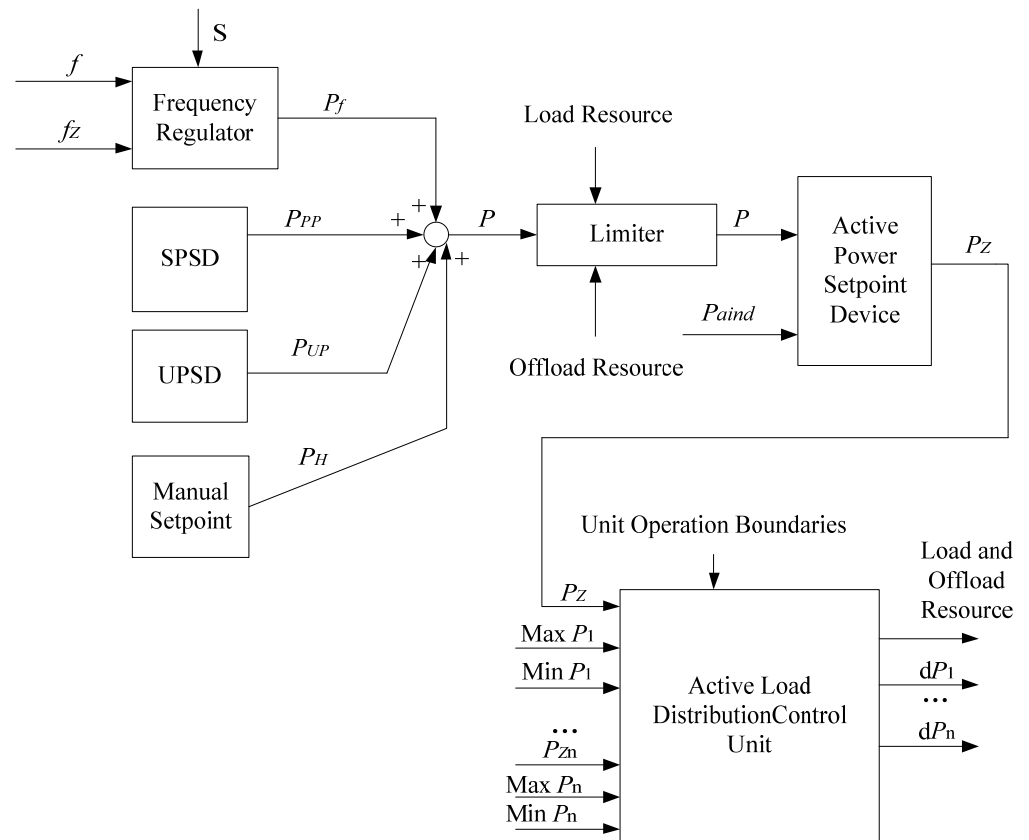 S
f
Frequency
Regulator
fZ
Pf
Load Resource
SPSD
PPP
+
+
+
+
P
Limiter
P
Active
Power
Setpoint
Device
PZ
Paind
Offload Resource
UPSD
PUP
Manual
Setpoint
PH
Unit Operation Boundaries
Load and
Offload
Resource
PZ
Max P1
Min P1
...
PZn
Max Pn
Min Pn
Active Load
DistributionControl
Unit
dP1
...
dPn